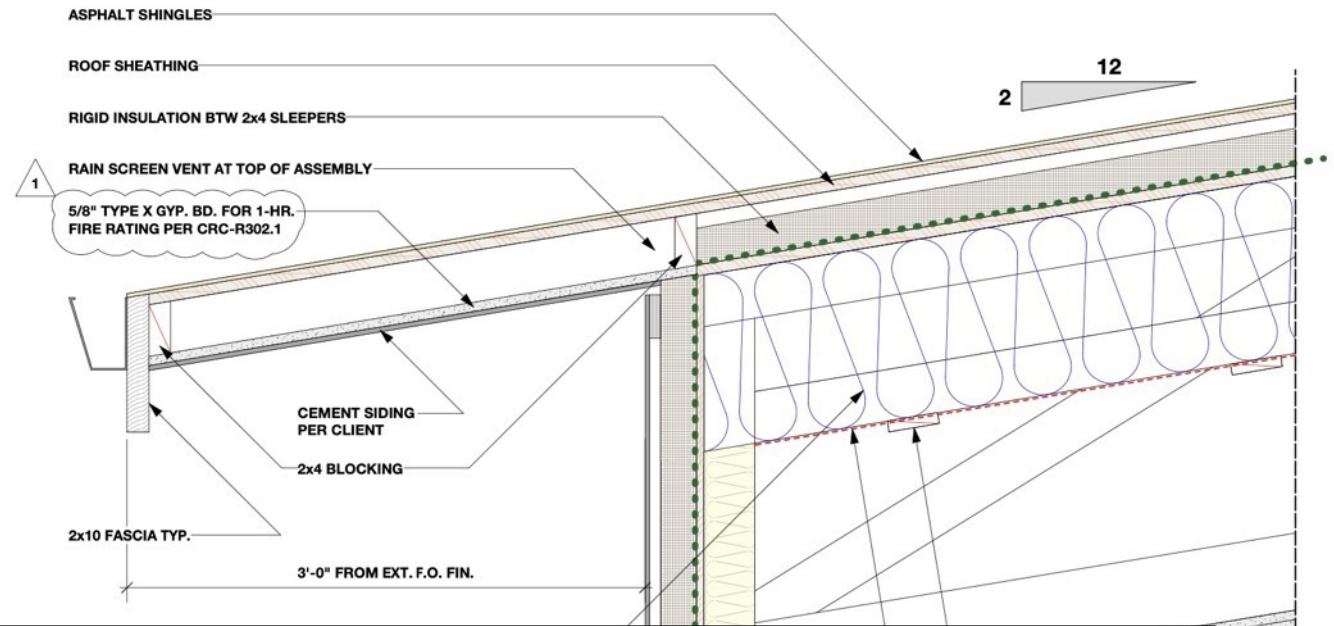 ASPHALT SHINGLES
ROOF SHEATHING
12
2
RIGID INSULATION BTW 2x4 SLEEPERS
RAIN SCREEN VENT AT TOP OF ASSEMBLY
1
5/8" TYPE X GYP. BD. FOR 1-HR.
FIRE RATING PER CRC-R302.1
CEMENT SIDING
PER CLIENT
2x4 BLOCKING
2x10 FASCIA TYP.
3'-0" FROM EXT. F.O. FIN.